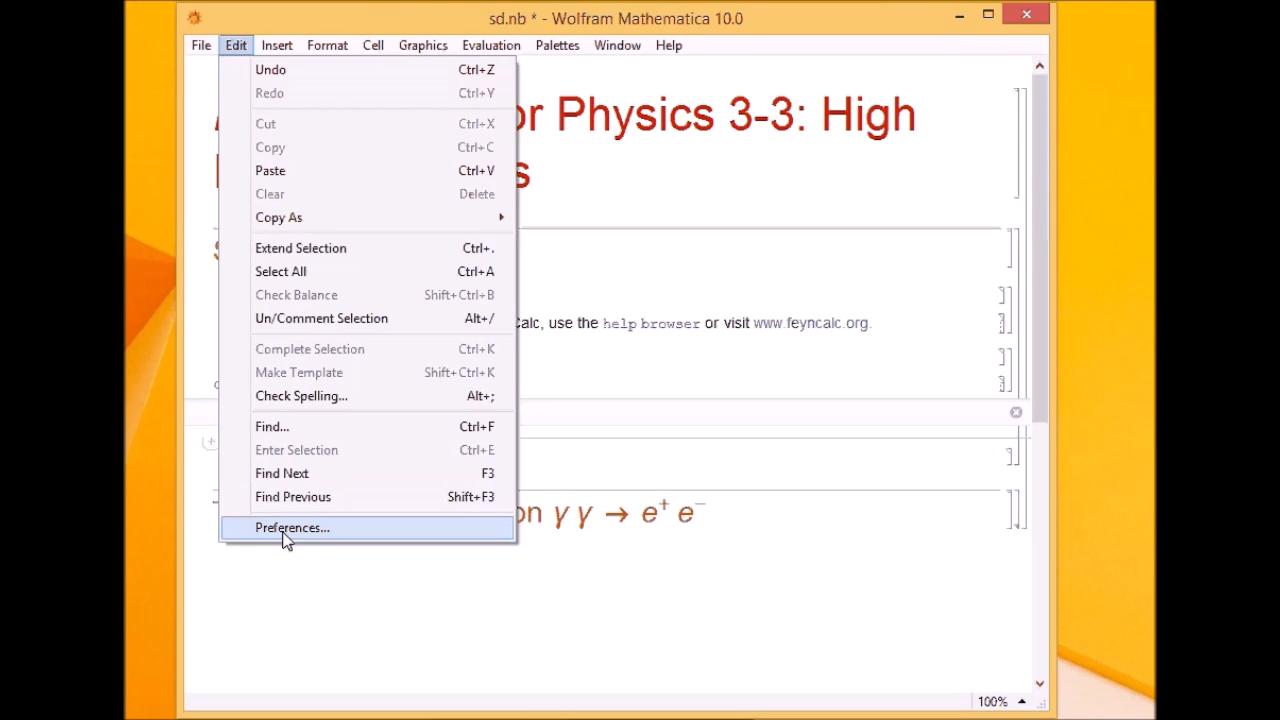 sd.nb * - Wolfram Mathematica 10.0
File Edit Insert Format Cell Graphics Evaluation Palettes Window Help
Undo Ctrl+Z
Redo Ctrl+Y
Cut Ctrl+X
Copy Ctrl+C
Paste Ctrl+V
Clear Delete
Copy As
Extend Selection Ctrl+.
Select All Ctrl+A
Check Balance Shift+Ctrl+B
Un/Comment Selection Alt+/
Complete Selection Ctrl+K
Make Template Shift+Ctrl+K
Check Spelling... Alt+;
Find... Ctrl+F
Enter Selection Ctrl+E
Find Next F3
Find Previous Shift+F3
Preferences...
or Physics 3-3: High
s
Calc, use the help browser or visit www.feyncalc.org.
on γ γ → e⁺ e⁻
100%